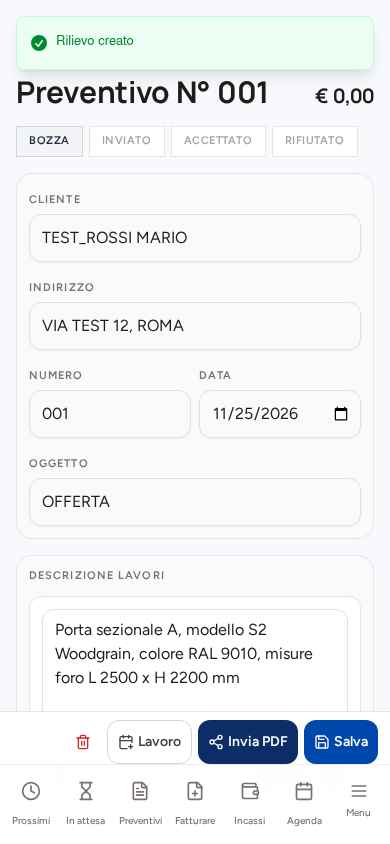 Rilievo creato
Preventivo N° 001
€ 0,00
BOZZA
INVIATO
ACCETTATO
RIFIUTATO
CLIENTE
TEST_ROSSI MARIO
INDIRIZZO
VIA TEST 12, ROMA
NUMERO
DATA
001
11/25/2026
OGGETTO
OFFERTA
DESCRIZIONE LAVORI
Porta sezionale A, modello S2
Woodgrain, colore RAL 9010, misure
foro L 2500 x H 2200 mm
Lavoro
Invia PDF
Salva
Prossimi
In attesa
Preventivi
Fatturare
Incassi
Agenda
Menu